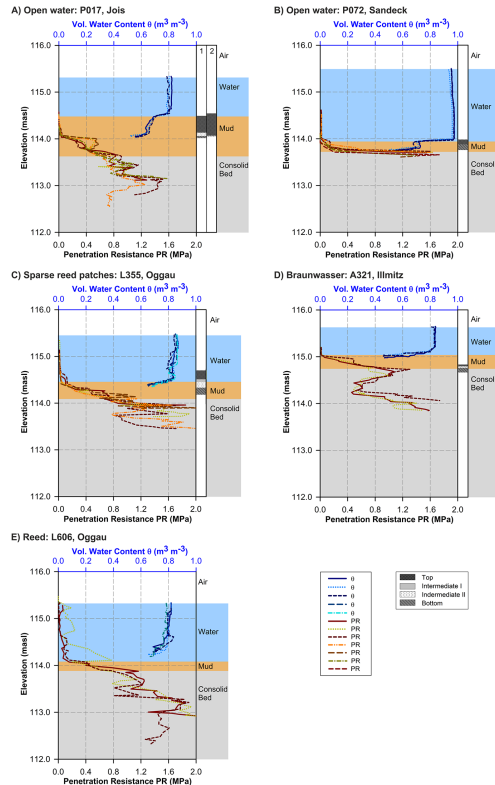 A) Open water: P017, Jois
Vol. Water Content θ (m³ m⁻³)
0.0 0.2 0.4 0.6 0.8 1.0
116.0
115.0
114.0
113.0
112.0
Elevation (masl)
1 2
Air
Water
Mud
Consolid
Bed
0.0 0.4 0.8 1.2 1.6 2.0
Penetration Resistance PR (MPa)
B) Open water: P072, Sandeck
Vol. Water Content θ (m³ m⁻³)
0.0 0.2 0.4 0.6 0.8 1.0
116.0
115.0
114.0
113.0
112.0
Elevation (masl)
Air
Water
Mud
Consolid
Bed
0.0 0.4 0.8 1.2 1.6 2.0
Penetration Resistance PR (MPa)
C) Sparse reed patches: L355, Oggau
Vol. Water Content θ (m³ m⁻³)
0.0 0.2 0.4 0.6 0.8 1.0
116.0
115.0
114.0
113.0
112.0
Elevation (masl)
Air
Water
Mud
Consolid
Bed
0.0 0.4 0.8 1.2 1.6 2.0
Penetration Resistance PR (MPa)
D) Braunwasser: A321, Illmitz
Vol. Water Content θ (m³ m⁻³)
0.0 0.2 0.4 0.6 0.8 1.0
116.0
115.0
114.0
113.0
112.0
Elevation (masl)
Air
Water
Mud
Consolid
Bed
0.0 0.4 0.8 1.2 1.6 2.0
Penetration Resistance PR (MPa)
E) Reed: L606, Oggau
Vol. Water Content θ (m³ m⁻³)
0.0 0.2 0.4 0.6 0.8 1.0
116.0
115.0
114.0
113.0
112.0
Elevation (masl)
Air
Water
Mud
Consolid
Bed
0.0 0.4 0.8 1.2 1.6 2.0
Penetration Resistance PR (MPa)
θ
θ
θ
θ
θ
PR
PR
PR
PR
PR
PR
PR
Top
Intermediate I
Indermediate II
Bottom